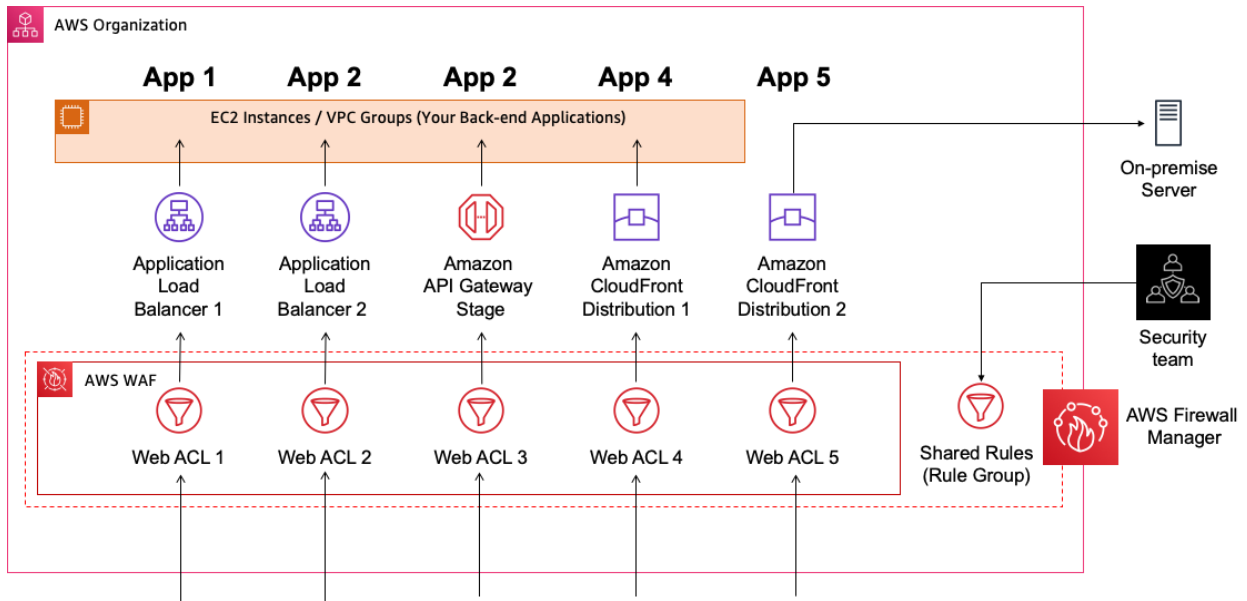 AWS Organization
App 1
App 2
App 2
App 4
App 5
EC2 Instances / VPC Groups (Your Back-end Applications)
On-premise
Server
Application
Load
Balancer 1
Application
Load
Balancer 2
Amazon
API Gateway
Stage
Amazon
CloudFront
Distribution 1
Amazon
CloudFront
Distribution 2
Security
team
AWS WAF
Web ACL 1
Web ACL 2
Web ACL 3
Web ACL 4
Web ACL 5
Shared Rules
(Rule Group)
AWS Firewall
Manager